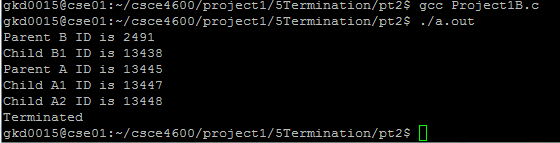 gkd0015@cse01:~/csce4600/project1/5Termination/pt2$ gcc Project1B.c
gkd0015@cse01:~/csce4600/project1/5Termination/pt2$ ./a.out
Parent B ID is 2491
Child B1 ID is 13438
Parent A ID is 13445
Child A1 ID is 13447
Child A2 ID is 13448
Terminated
gkd0015@cse01:~/csce4600/project1/5Termination/pt2$